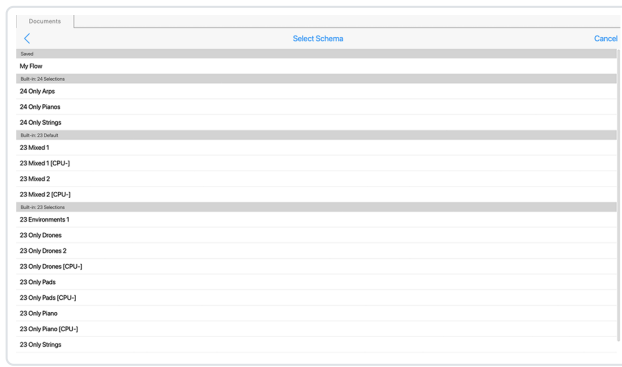 Documents
Select Schema
Cancel
Saved
My Flow
Built-in: 24 Selections
24 Only Arps
24 Only Pianos
24 Only Strings
Built-in: 23 Default
23 Mixed 1
23 Mixed 1 [CPU-]
23 Mixed 2
23 Mixed 2 [CPU-]
Built-in: 23 Selections
23 Environments 1
23 Only Drones
23 Only Drones 2
23 Only Drones [CPU-]
23 Only Pads
23 Only Pads [CPU-]
23 Only Piano
23 Only Piano [CPU-]
23 Only Strings